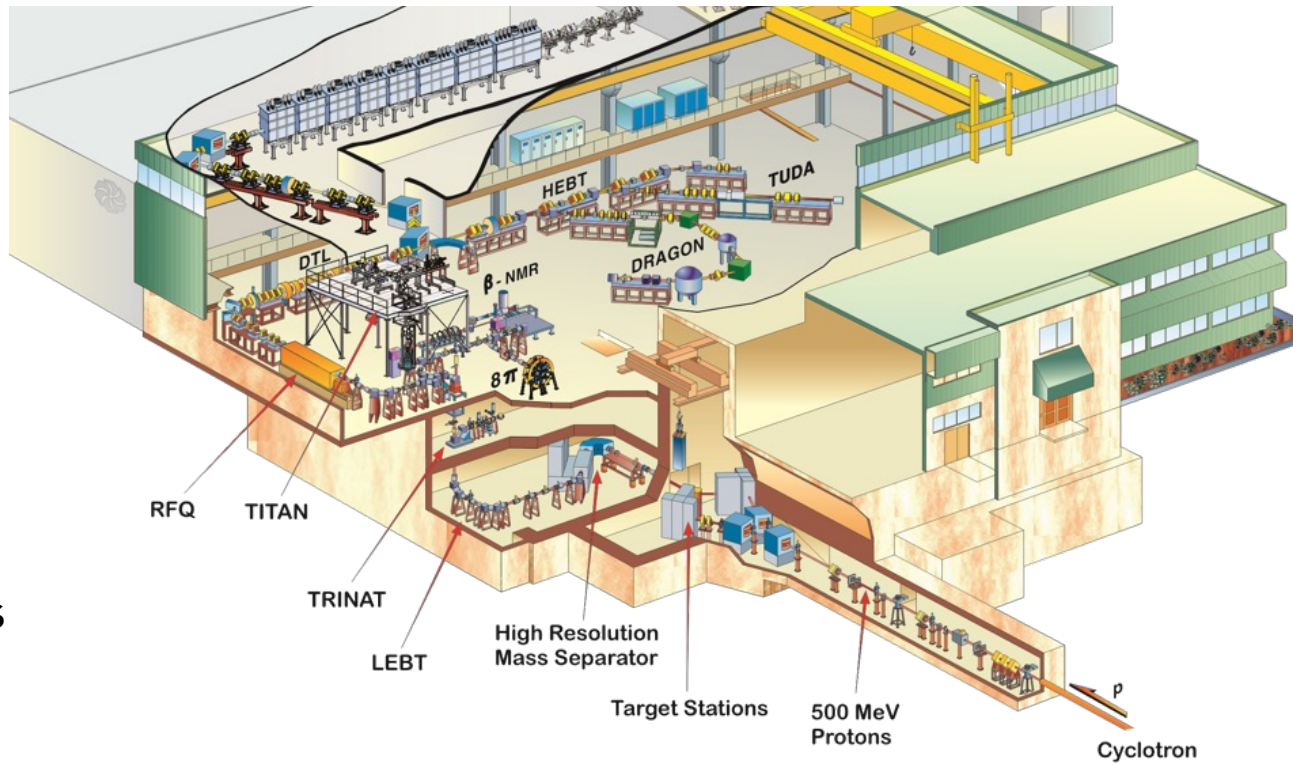 HEBT
TUDA
DTL
β-NMR
DRAGON
8π
RFQ
TITAN
TRINAT
LEBT
High Resolution
Mass Separator
Target Stations
500 MeV
Protons
p
Cyclotron
s